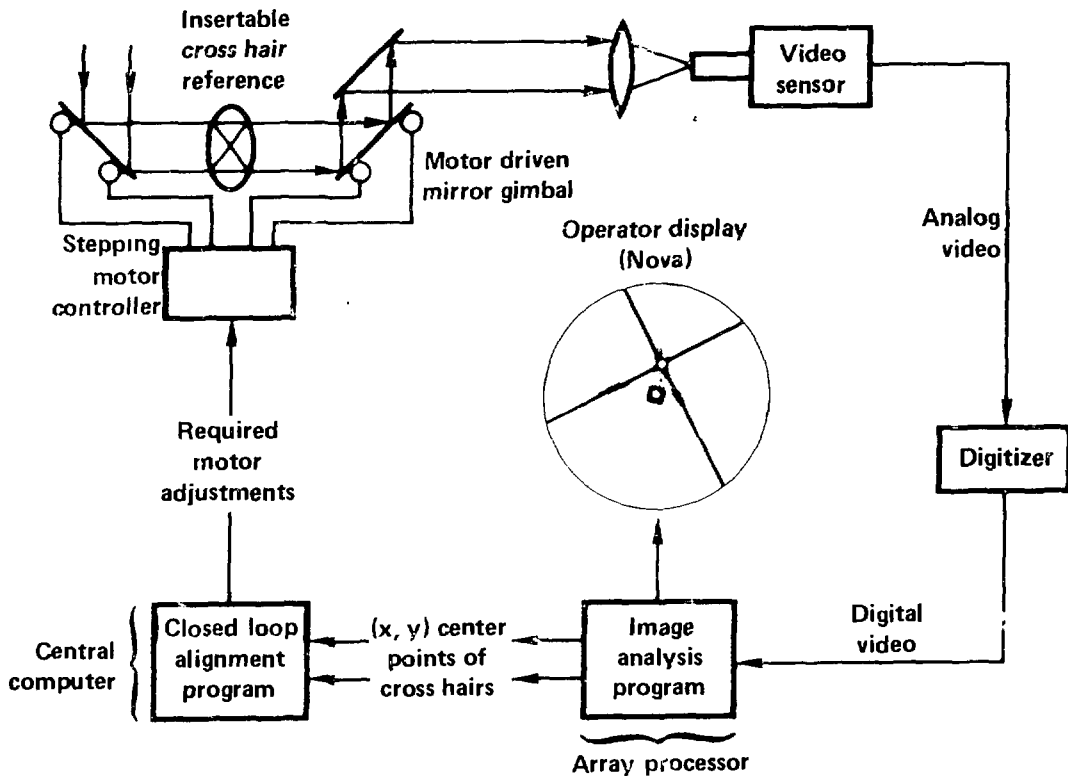 Insertable
cross hair
reference
Video
sensor
Motor driven
mirror gimbal
Stepping
motor
controller
Operator display
(Nova)
Analog
video
Required
motor
adjustments
Digitizer
Closed loop
alignment
program
Central
computer
(x, y) center
points of
cross hairs
Image
analysis
program
Digital
video
Array processor